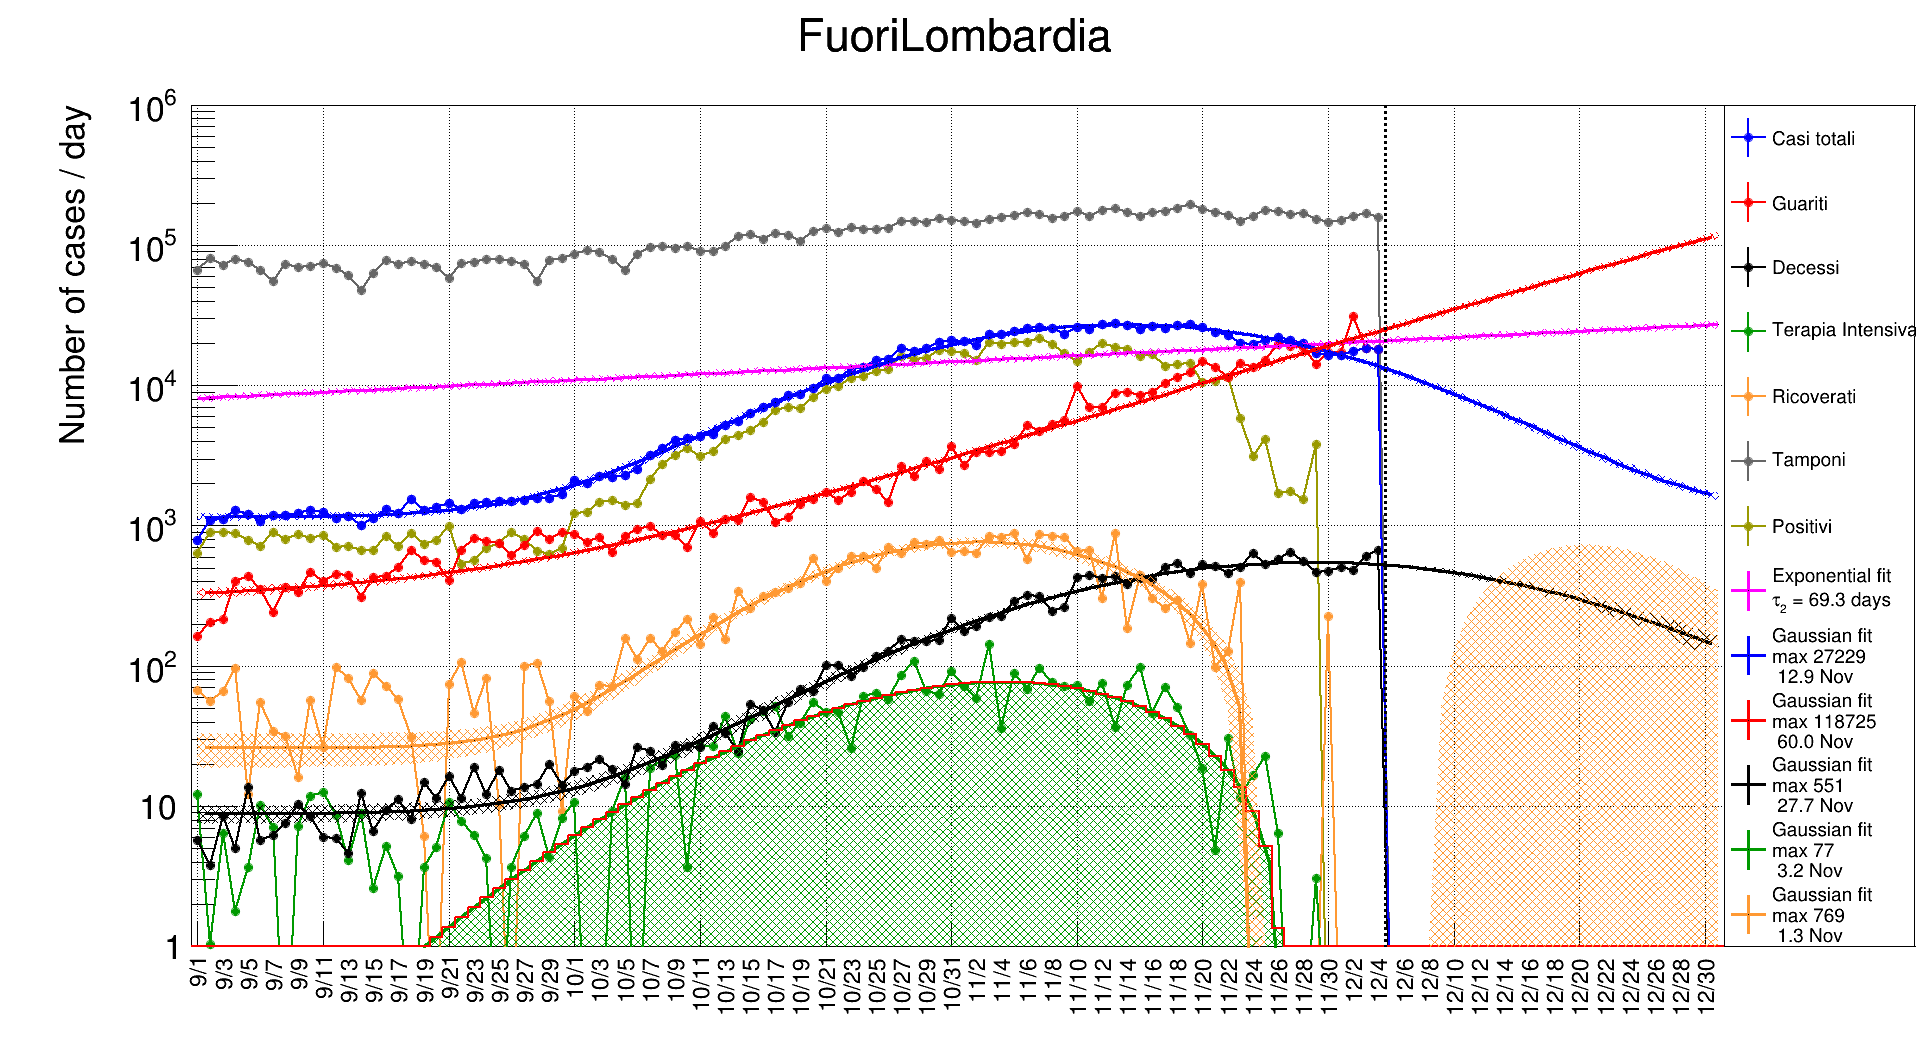 FuoriLombardia
Number of cases / day
10^6
10^5
10^4
10^3
10^2
10
1
9/1 9/3 9/5 9/7 9/9 9/11 9/13 9/15 9/17 9/19 9/21 9/23 9/25 9/27 9/29 10/1 10/3 10/5 10/7 10/9 10/11 10/13 10/15 10/17 10/19 10/21 10/23 10/25 10/27 10/29 10/31 11/2 11/4 11/6 11/8 11/10 11/12 11/14 11/16 11/18 11/20 11/22 11/24 11/26 11/28 11/30 12/2 12/4 12/6 12/8 12/10 12/12 12/14 12/16 12/18 12/20 12/22 12/24 12/26 12/28 12/30
Casi totali
Guariti
Decessi
Terapia Intensiva
Ricoverati
Tamponi
Positivi
Exponential fit
τ₂ = 69.3 days
Gaussian fit
max 27229
12.9 Nov
Gaussian fit
max 118725
60.0 Nov
Gaussian fit
max 551
27.7 Nov
Gaussian fit
max 77
3.2 Nov
Gaussian fit
max 769
1.3 Nov